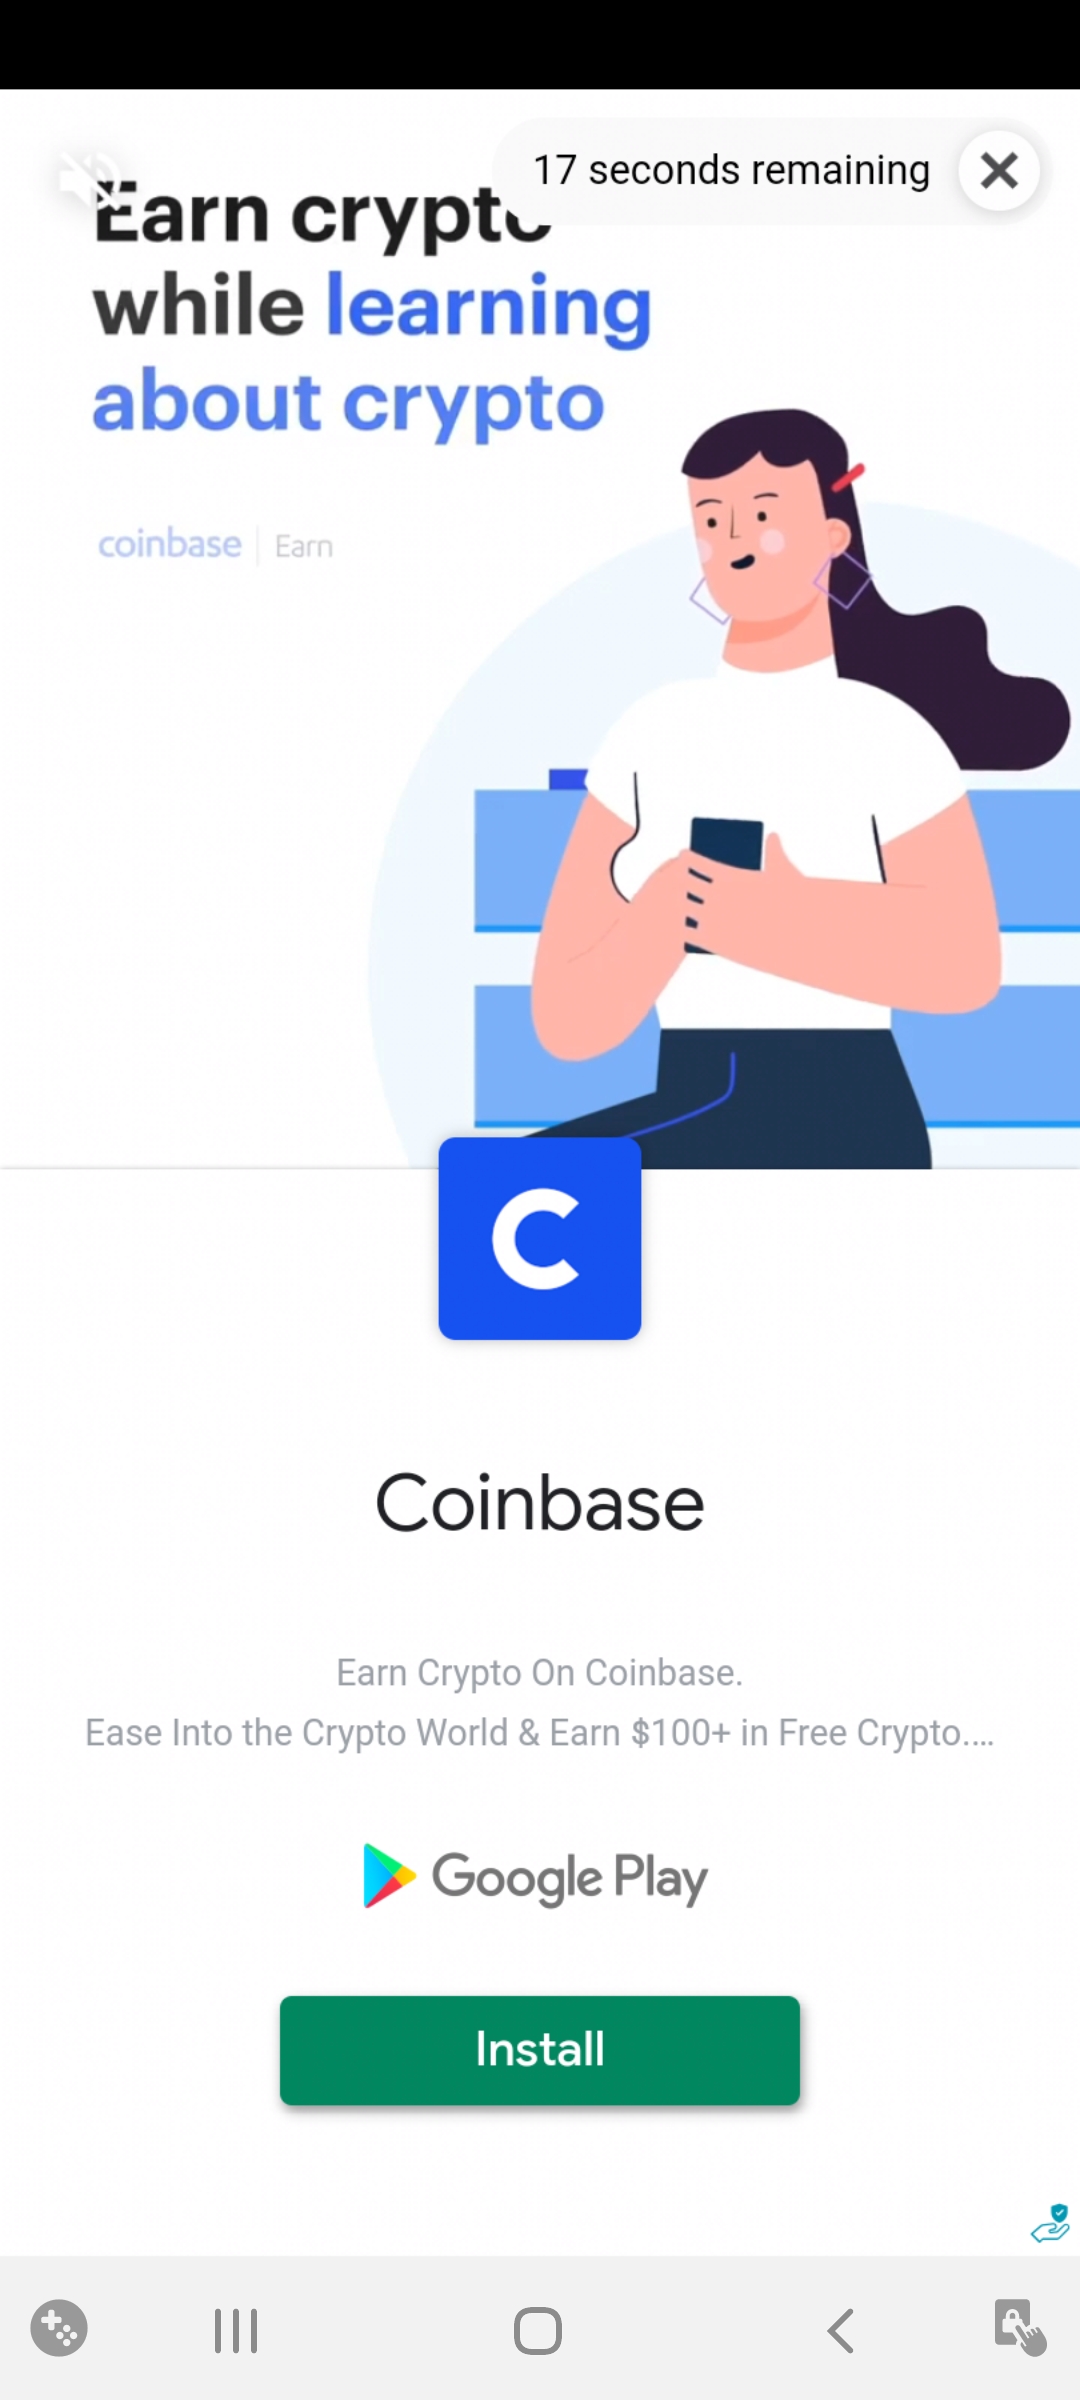 17 seconds remaining
Earn crypto
while learning
about crypto
coinbase | Earn
Coinbase
Earn Crypto On Coinbase.
Ease Into the Crypto World & Earn $100+ in Free Crypto....
Google Play
Install